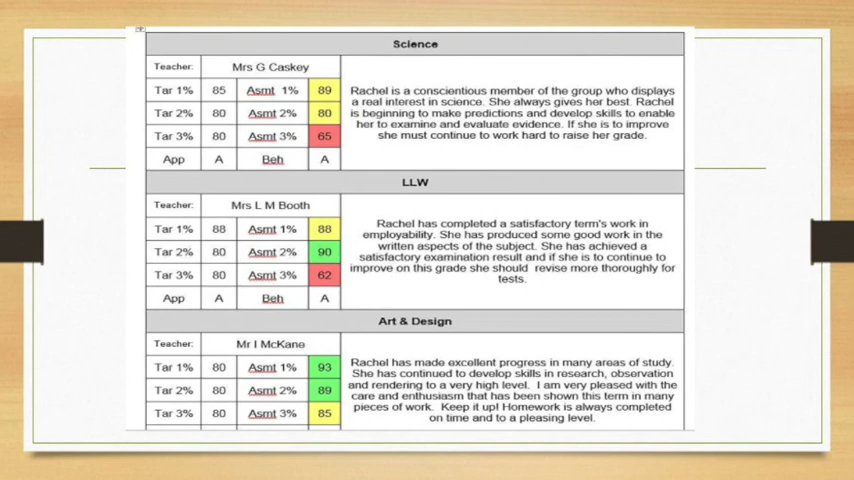 Science
Teacher: Mrs G Caskey
Tar 1% 85 Asmt 1% 89
Tar 2% 80 Asmt 2% 80
Tar 3% 80 Asmt 3% 65
App A Beh A
Rachel is a conscientious member of the group who displays
a real interest in science. She always gives her best. Rachel
is beginning to make predictions and develop skills to enable
her to examine and evaluate evidence. If she is to improve
she must continue to work hard to raise her grade.
LLW
Teacher: Mrs L M Booth
Tar 1% 88 Asmt 1% 88
Tar 2% 80 Asmt 2% 90
Tar 3% 80 Asmt 3% 62
App A Beh A
Rachel has completed a satisfactory term's work in
employability. She has produced some good work in the
written aspects of the subject. She has achieved a
satisfactory examination result and if she is to continue to
improve on this grade she should revise more thoroughly for
tests.
Art & Design
Teacher: Mr I McKane
Tar 1% 80 Asmt 1% 93
Tar 2% 80 Asmt 2% 89
Tar 3% 80 Asmt 3% 85
Rachel has made excellent progress in many areas of study.
She has continued to develop skills in research, observation
and rendering to a very high level. I am very pleased with the
care and enthusiasm that has been shown this term in many
pieces of work. Keep it up! Homework is always completed
on time and to a pleasing level.